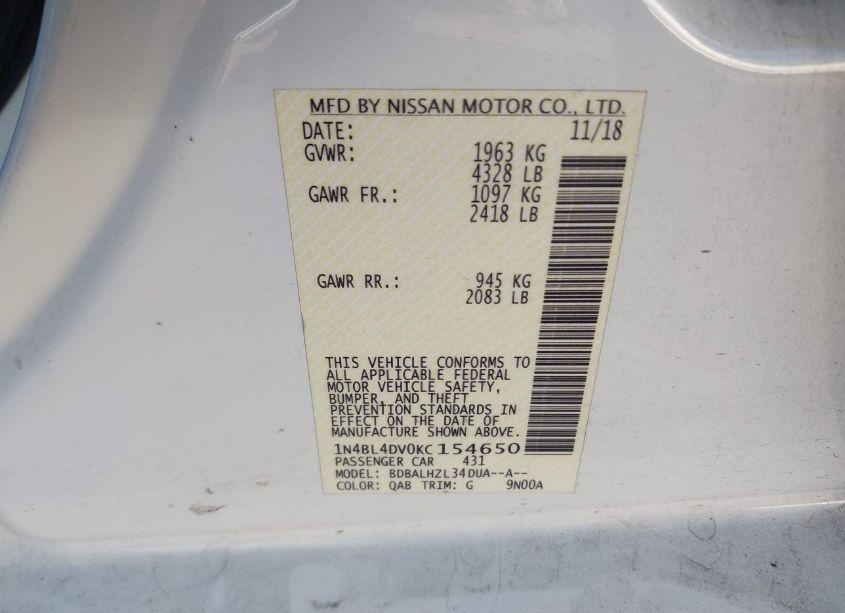 MFD BY NISSAN MOTOR CO., LTD.
DATE: 11/18
GVWR: 1963 KG
4328 LB
GAWR FR.: 1097 KG
2418 LB
GAWR RR.: 945 KG
2083 LB
THIS VEHICLE CONFORMS TO
ALL APPLICABLE FEDERAL
MOTOR VEHICLE SAFETY,
BUMPER, AND THEFT
PREVENTION STANDARDS IN
EFFECT ON THE DATE OF
MANUFACTURE SHOWN ABOVE.
1N4BL4DV0KC154650
PASSENGER CAR 431
MODEL: BDBALHZL34DUA--A--
COLOR: QAB TRIM: G 9N00A